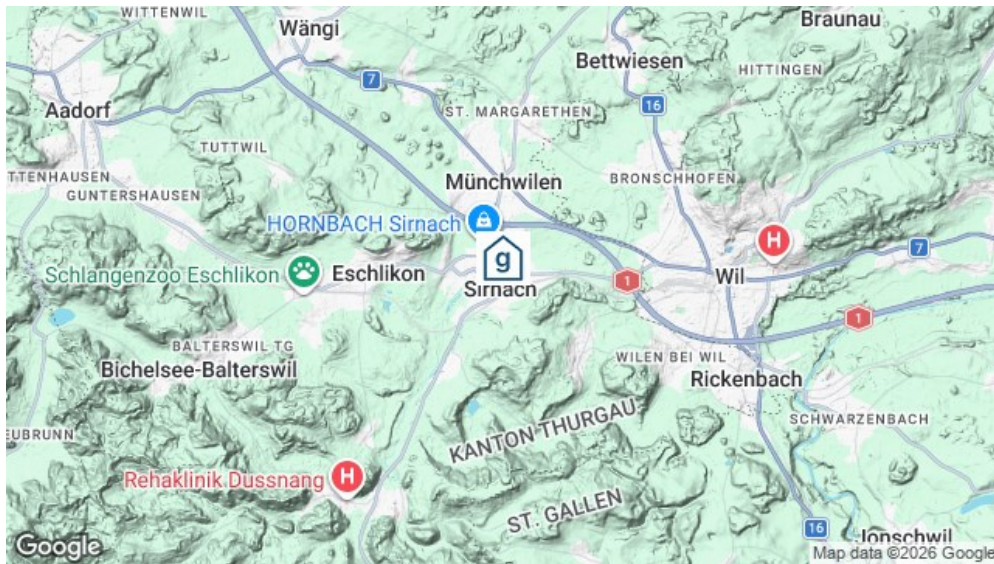 WITTENWIL
Braunau
Wängi
Bettwiesen
HITTINGEN
7
16
Aadorf
ST. MARGARETHEN
TUTTWIL
TTENHAUSEN
Münchwilen
BRONSCHHOFEN
GUNTERSHAUSEN
HORNBACH Sirnach
H
7
g
Schlangenzoo Eschlikon
Eschlikon
Wil
1
Sirnach
1
BALTERSWIL TG
WILEN BEI WIL
Bichelsee-Balterswil
Rickenbach
KANTON THURGAU
SCHWARZENBACH
EUBRUNN
Rehaklinik Dussnang
H
ST. GALLEN
16
Jonschwil
Google
Map data ©2026 Google